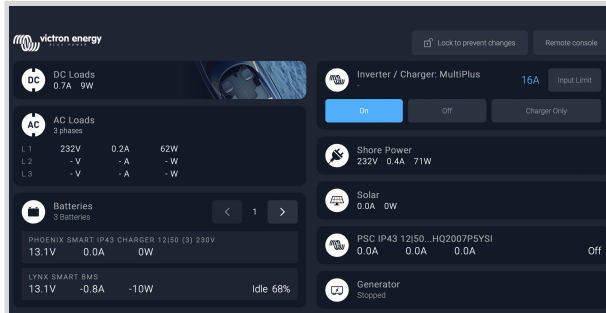 victron energy
BLUE POWER
Lock to prevent changes
Remote console
DC
DC Loads
0.7A 9W
AC
AC Loads
3 phases
L 1 232V 0.2A 62W
L 2 - V - A - W
L 3 - V - A - W
Batteries
3 Batteries
< 1 >
PHOENIX SMART IP43 CHARGER 12|50 (3) 230V
13.1V 0.0A 0W
LYNX SMART BMS
13.1V -0.8A -10W Idle 68%
Inverter / Charger: MultiPlus
-
16A Input Limit
On Off Charger Only
Shore Power
232V 0.4A 71W
Solar
0.0A 0W
PSC IP43 12|50...HQ2007P5YSI
0.0A 0.0A 0.0A Off
Generator
Stopped